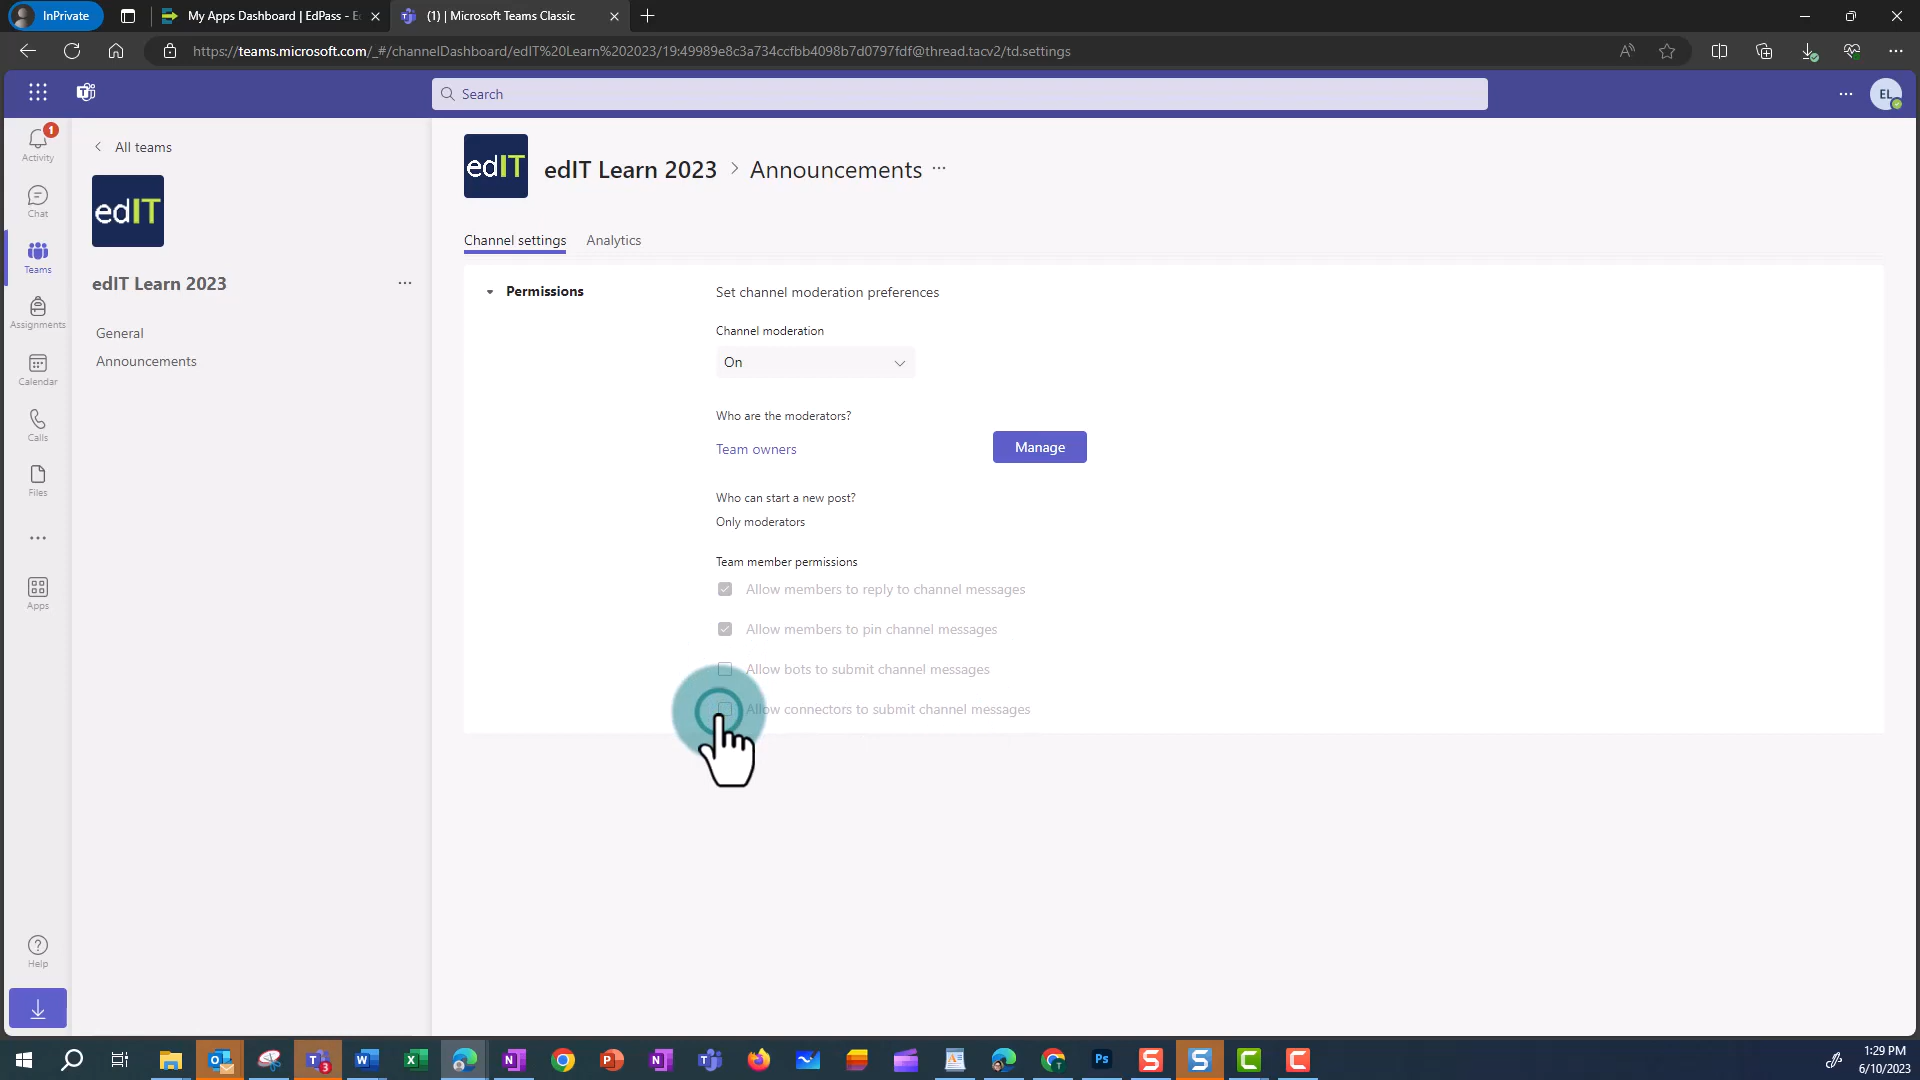 InPrivate
My Apps Dashboard | EdPass - E
(1) | Microsoft Teams Classic
https://teams.microsoft.com/_#/channelDashboard/edIT%20Learn%202023/19:49989e8c3a734ccfbb4098b7d0797fdf@thread.tacv2/td.settings
Search
EL
1
Activity
Chat
Teams
Assignments
Calendar
Calls
Files
Apps
Help
All teams
edIT
edIT Learn 2023
General
Announcements
edIT
edIT Learn 2023 > Announcements
Channel settings
Analytics
Permissions
Set channel moderation preferences
Channel moderation
On
Who are the moderators?
Team owners
Manage
Who can start a new post?
Only moderators
Team member permissions
Allow members to reply to channel messages
Allow members to pin channel messages
Allow bots to submit channel messages
Allow connectors to submit channel messages
3
Ps
1:29 PM
6/10/2023